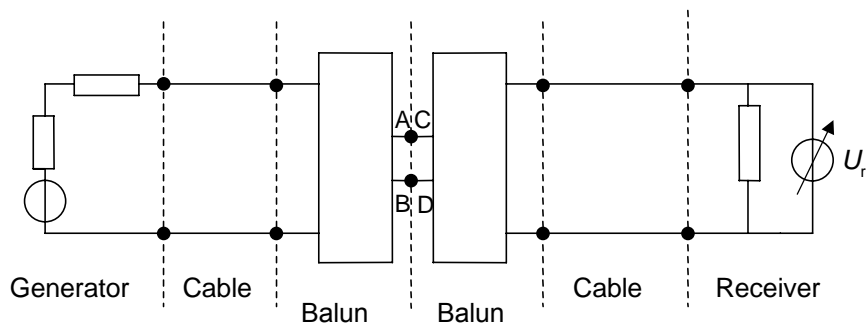 A C
B D
U_r
Generator
Cable
Balun
Balun
Cable
Receiver